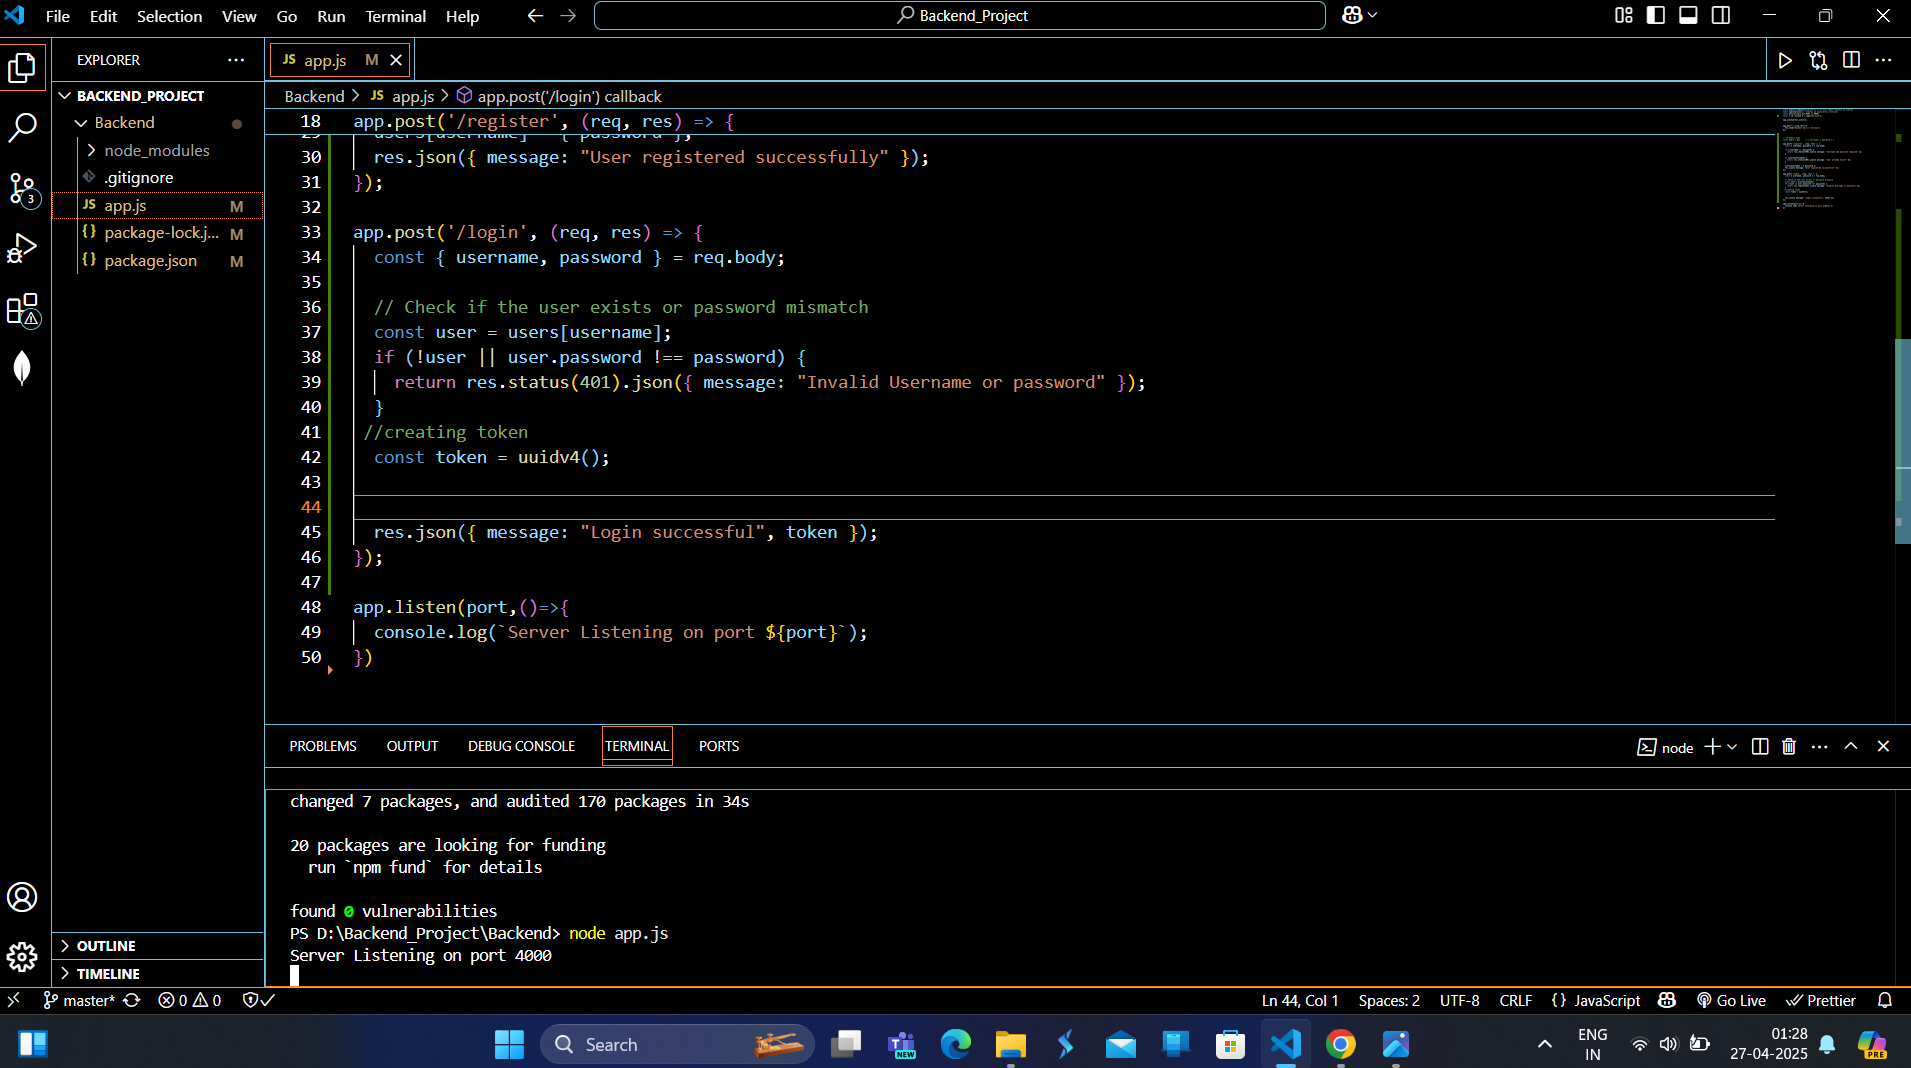 File Edit Selection View Go Run Terminal Help
Backend_Project
EXPLORER
JS app.js M
BACKEND_PROJECT
Backend
node_modules
.gitignore
JS app.js M
{} package-lock.j... M
{} package.json M
Backend > JS app.js > app.post('/login') callback
18 app.post('/register', (req, res) => {
30 res.json({ message: "User registered successfully" });
31 });
32
33 app.post('/login', (req, res) => {
34 const { username, password } = req.body;
35
36 // Check if the user exists or password mismatch
37 const user = users[username];
38 if (!user || user.password !== password) {
39 return res.status(401).json({ message: "Invalid Username or password" });
40 }
41 //creating token
42 const token = uuidv4();
43
44
45 res.json({ message: "Login successful", token });
46 });
47
48 app.listen(port,()=>{
49 console.log(`Server Listening on port ${port}`);
50 })
3
PROBLEMS OUTPUT DEBUG CONSOLE TERMINAL PORTS
node
changed 7 packages, and audited 170 packages in 34s
20 packages are looking for funding
run `npm fund` for details
found 0 vulnerabilities
PS D:\Backend_Project\Backend> node app.js
Server Listening on port 4000
OUTLINE
TIMELINE
master* 0 0
Ln 44, Col 1 Spaces: 2 UTF-8 CRLF {} JavaScript Go Live Prettier
Search
NEW
ENG
IN
01:28
27-04-2025
PRE